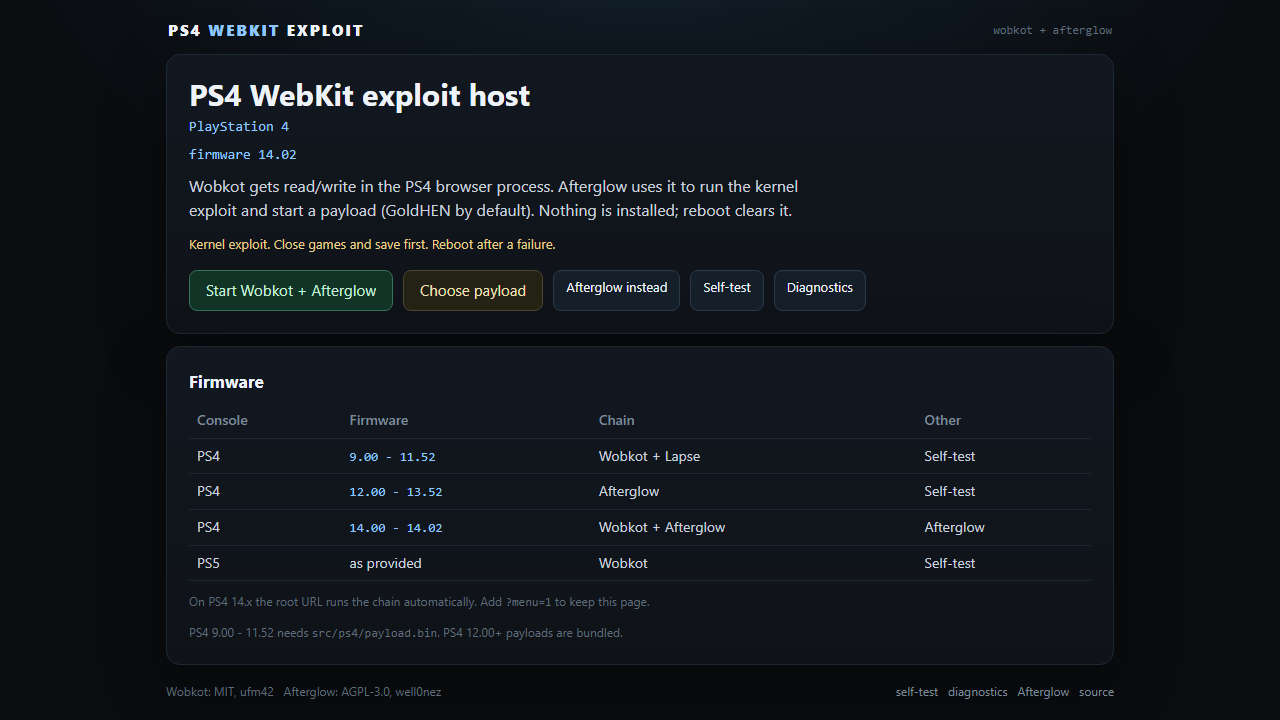 PS4 WEBKIT EXPLOIT
wobkot + afterglow
PS4 WebKit exploit host
PlayStation 4
firmware 14.02
Wobkot gets read/write in the PS4 browser process. Afterglow uses it to run the kernel
exploit and start a payload (GoldHEN by default). Nothing is installed; reboot clears it.
Kernel exploit. Close games and save first. Reboot after a failure.
Start Wobkot + Afterglow
Choose payload
Afterglow instead
Self-test
Diagnostics
Firmware
Console Firmware Chain Other
PS4 9.00 - 11.52 Wobkot + Lapse Self-test
PS4 12.00 - 13.52 Afterglow Self-test
PS4 14.00 - 14.02 Wobkot + Afterglow Afterglow
PS5 as provided Wobkot Self-test
On PS4 14.x the root URL runs the chain automatically. Add ?menu=1 to keep this page.
PS4 9.00 - 11.52 needs src/ps4/payload.bin. PS4 12.00+ payloads are bundled.
Wobkot: MIT, ufm42 Afterglow: AGPL-3.0, well0nez
self-test diagnostics Afterglow source